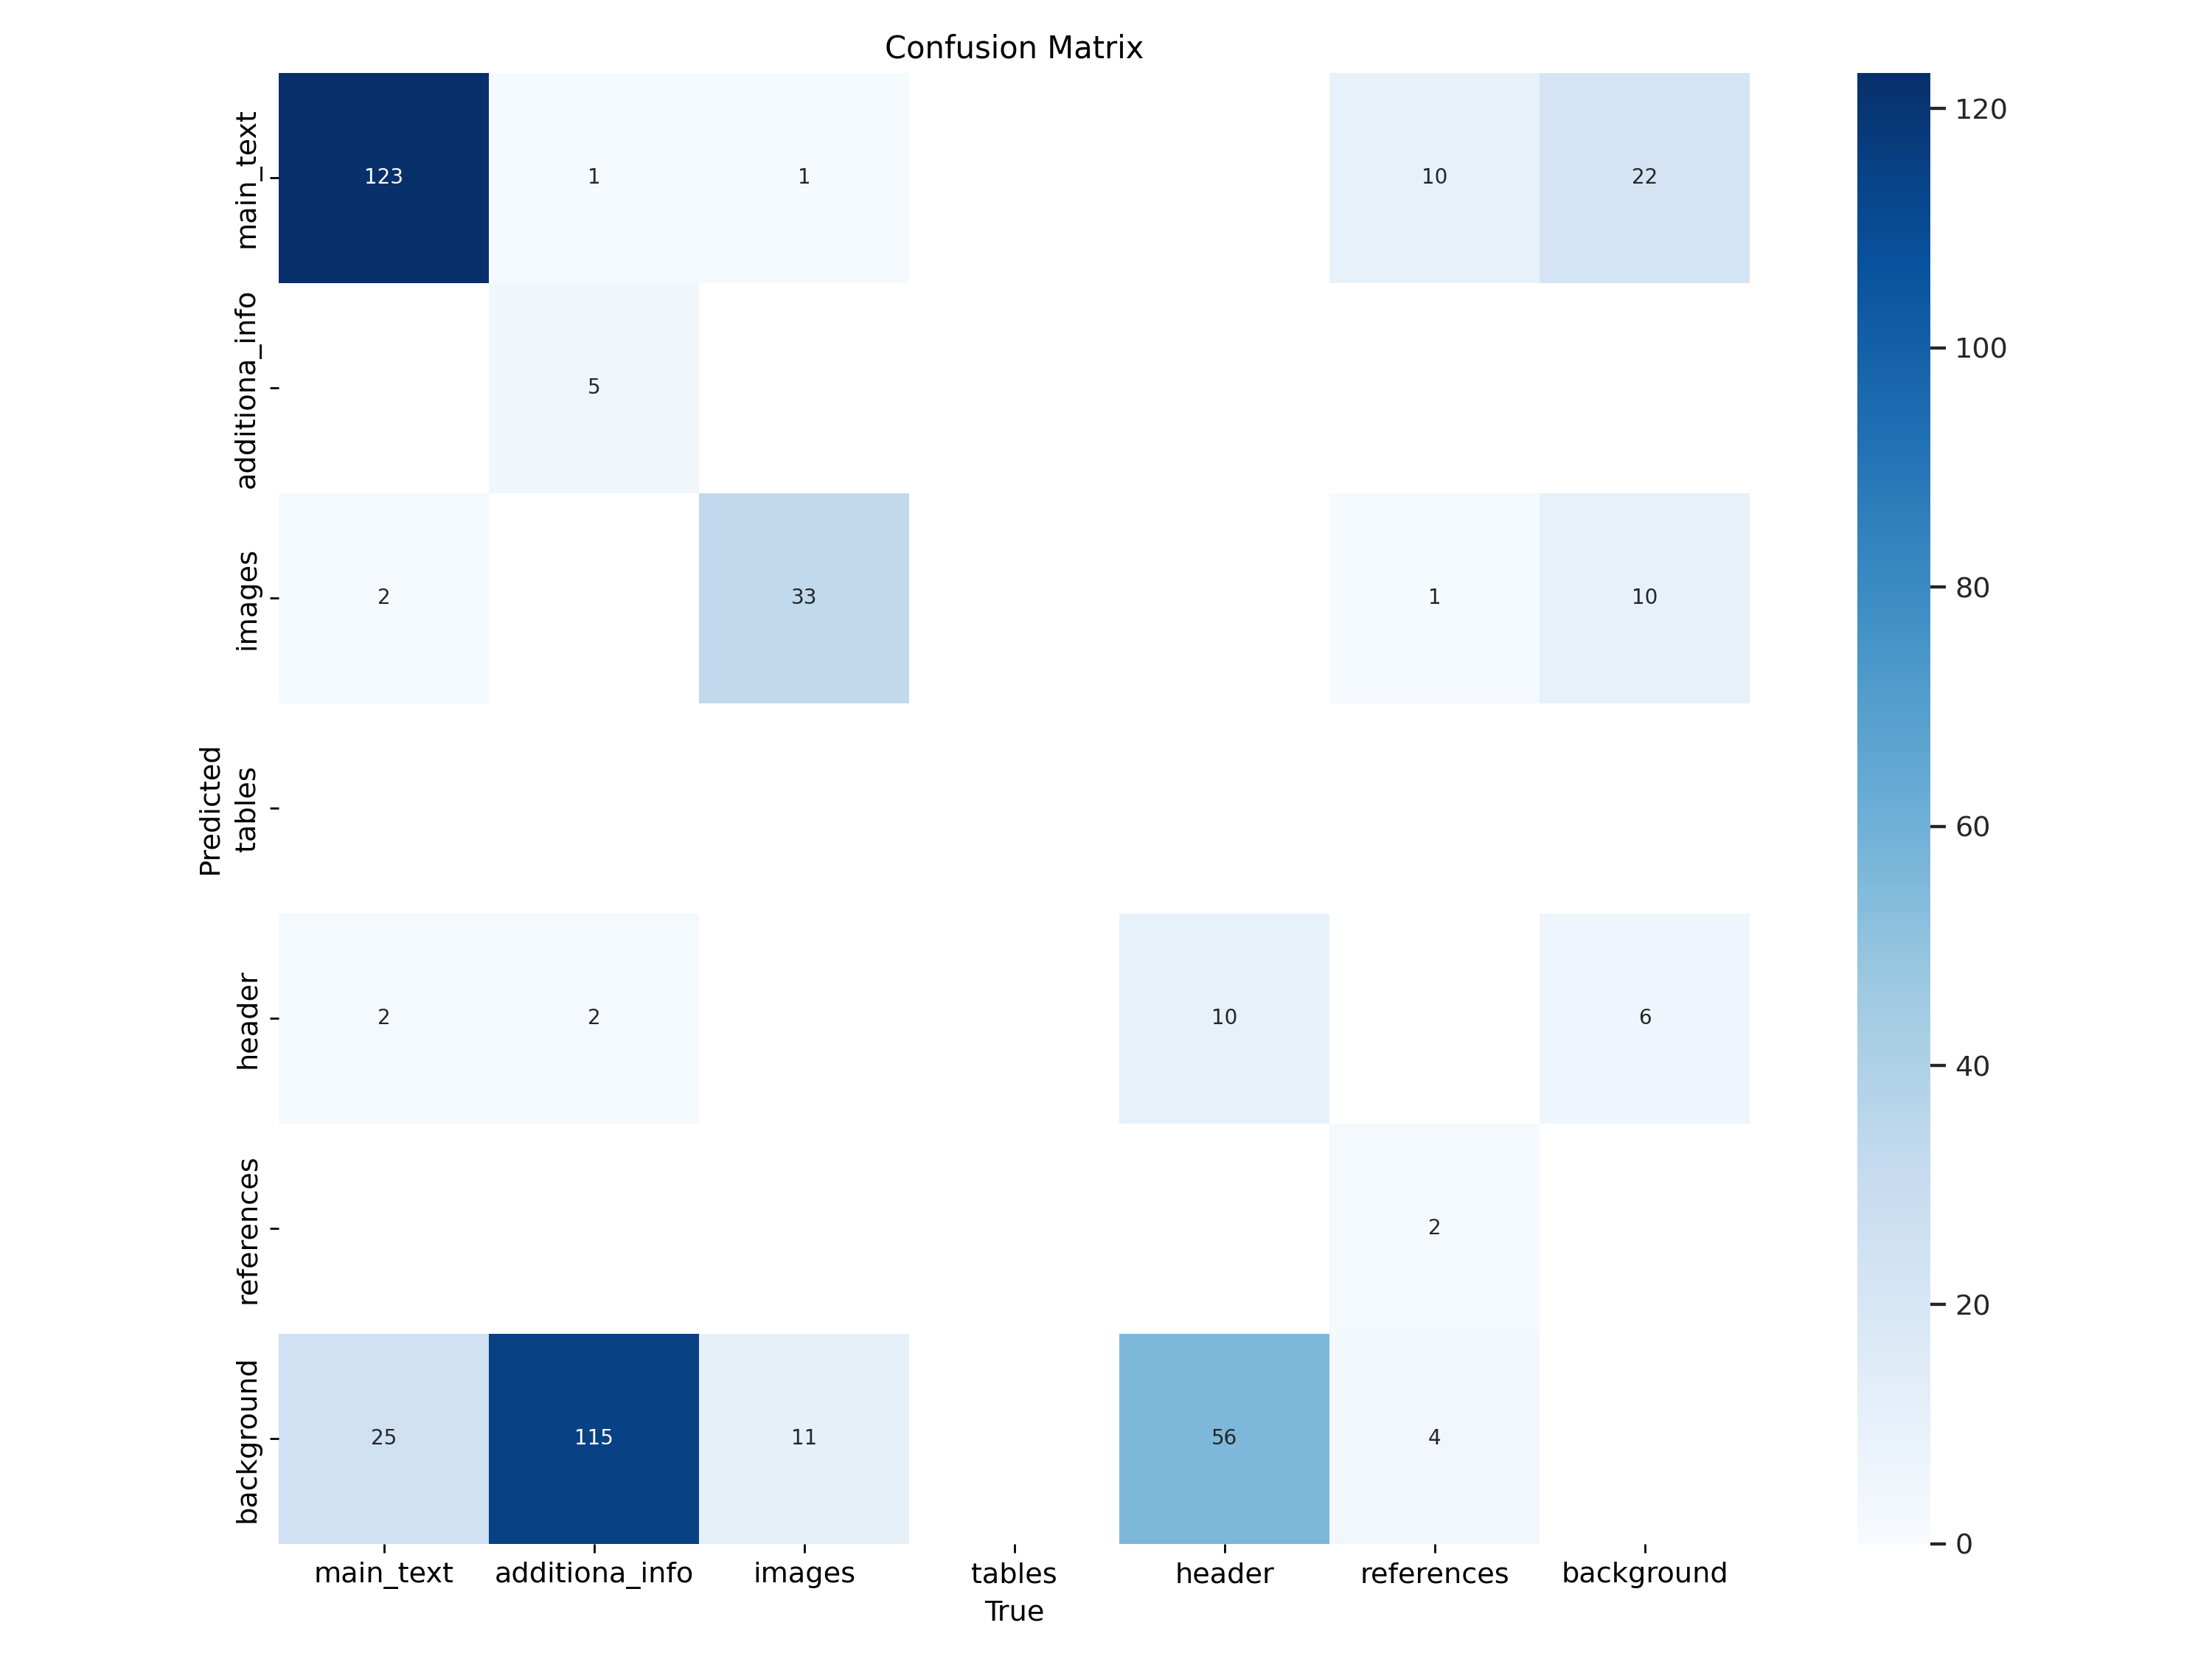 Confusion Matrix
main_text 123 1 1 10 22
additiona_info 5
images 2 33 1 10
Predicted
tables
header 2 2 10 6
references 2
background 25 115 11 56 4
main_text additiona_info images tables header references background
True
120
100
80
60
40
20
0